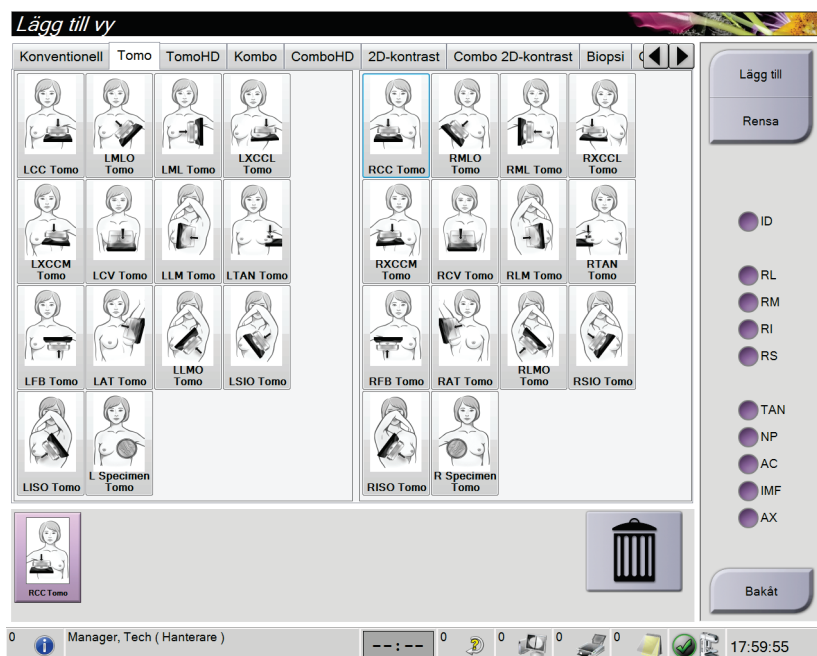 Lägg till vy
Konventionell Tomo TomoHD Kombo ComboHD 2D-kontrast Combo 2D-kontrast Biopsi
LCC Tomo
LMLO
Tomo
LML Tomo
LXCCL
Tomo
RCC Tomo
RMLO
Tomo
RML Tomo
RXCCL
Tomo
LXCCM
Tomo
LCV Tomo
LLM Tomo
LTAN Tomo
RXCCM
Tomo
RCV Tomo
RLM Tomo
RTAN
Tomo
LFB Tomo
LAT Tomo
LLMO
Tomo
LSIO Tomo
RFB Tomo
RAT Tomo
RLMO
Tomo
RSIO Tomo
LISO Tomo
L Specimen
Tomo
RISO Tomo
R Specimen
Tomo
Lägg till
Rensa
ID
RL
RM
RI
RS
TAN
NP
AC
IMF
AX
RCC Tomo
Bakåt
0 Manager, Tech ( Hanterare ) --:-- 0 0 0 0 17:59:55